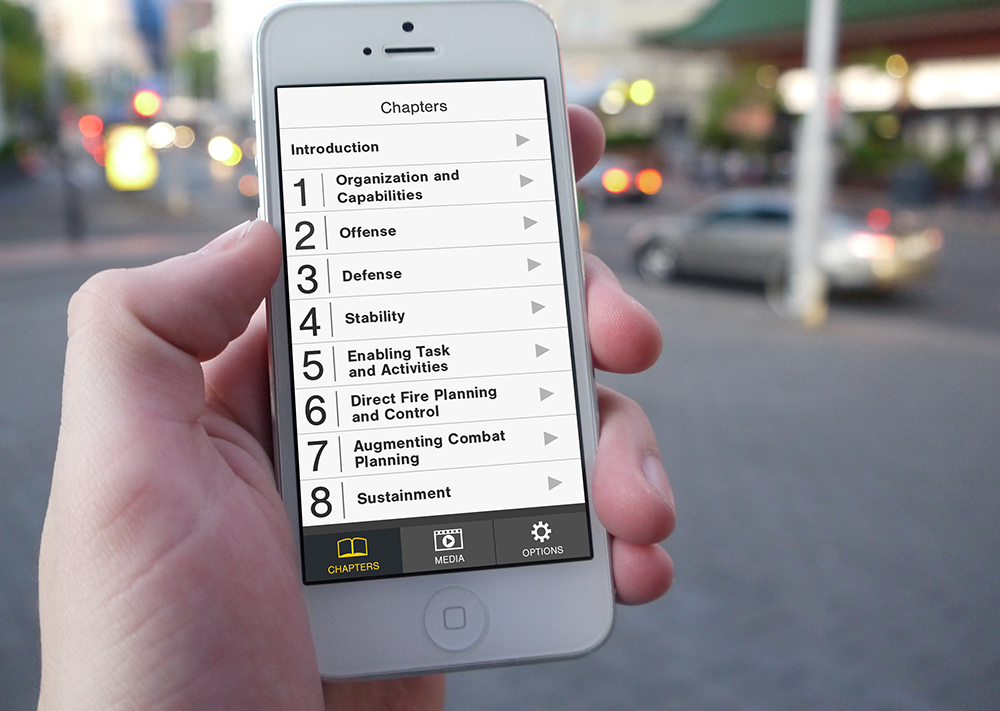 Chapters
Introduction
1
Organization and
Capabilities
2
Offense
3
Defense
4
Stability
5
Enabling Task
and Activities
6
Direct Fire Planning
and Control
7
Augmenting Combat
Planning
8
Sustainment
CHAPTERS
MEDIA
OPTIONS